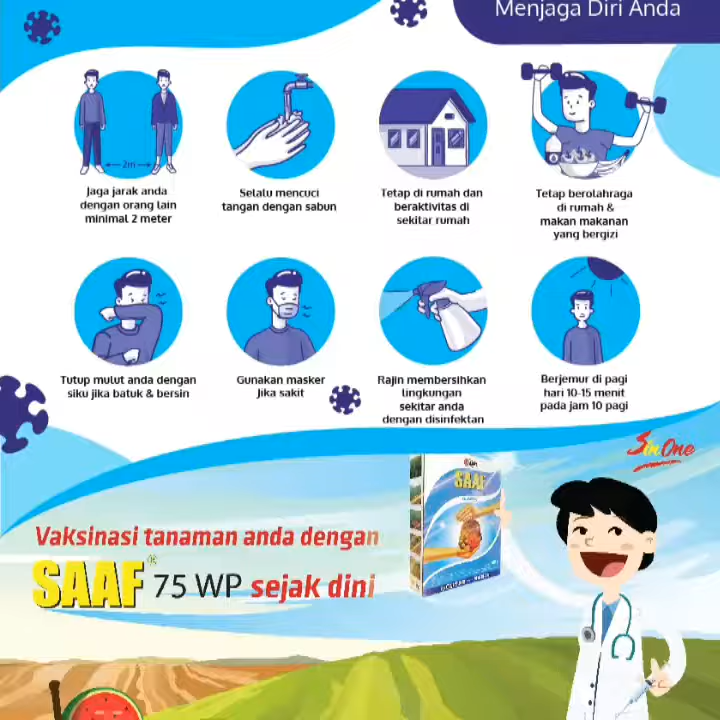 Menjaga Diri Anda
2m
Jaga jarak anda
dengan orang lain
minimal 2 meter
Selalu mencuci
tangan dengan sabun
Tetap di rumah dan
beraktivitas di
sekitar rumah
Tetap berolahraga
di rumah &
makan makanan
yang bergizi
Tutup mulut anda dengan
siku jika batuk & bersin
Gunakan masker
Jika sakit
Rajin membersihkan
lingkungan
sekitar anda
dengan disinfektan
Berjemur di pagi
hari 10-15 menit
pada jam 10 pagi
3in One
Vaksinasi tanaman anda dengan
SAAF® 75 WP sejak dini
SAAF